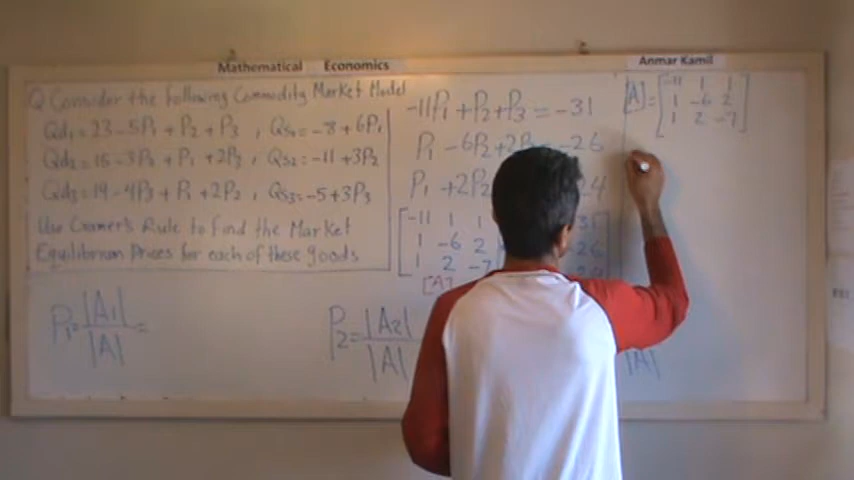 Mathematical Economics
Anmar Kamil
Q Consider the following Commodity Market Model
Qd1 = 23 - 5P1 + P2 + P3 , Qs1 = -8 + 6P1
Qd2 = 15 - 3P2 + P1 + 2P3 , Qs2 = -11 + 3P2
Qd3 = 19 - 4P3 + P1 + 2P2 , Qs3 = -5 + 3P3
Use Cramer's Rule to find the Market
Equilibrium Prices for each of these goods
-11P1 + P2 + P3 = -31
P1 - 6P2 + 2P3 = -26
P1 + 2P2 24
-11 1 1 31
1 -6 2 -26
1 2 -7
[A]
[A] = -11 1 1
1 -6 2
1 2 -7
P1 = |A1| / |A| =
P2 = |A2| / |A|
|A|